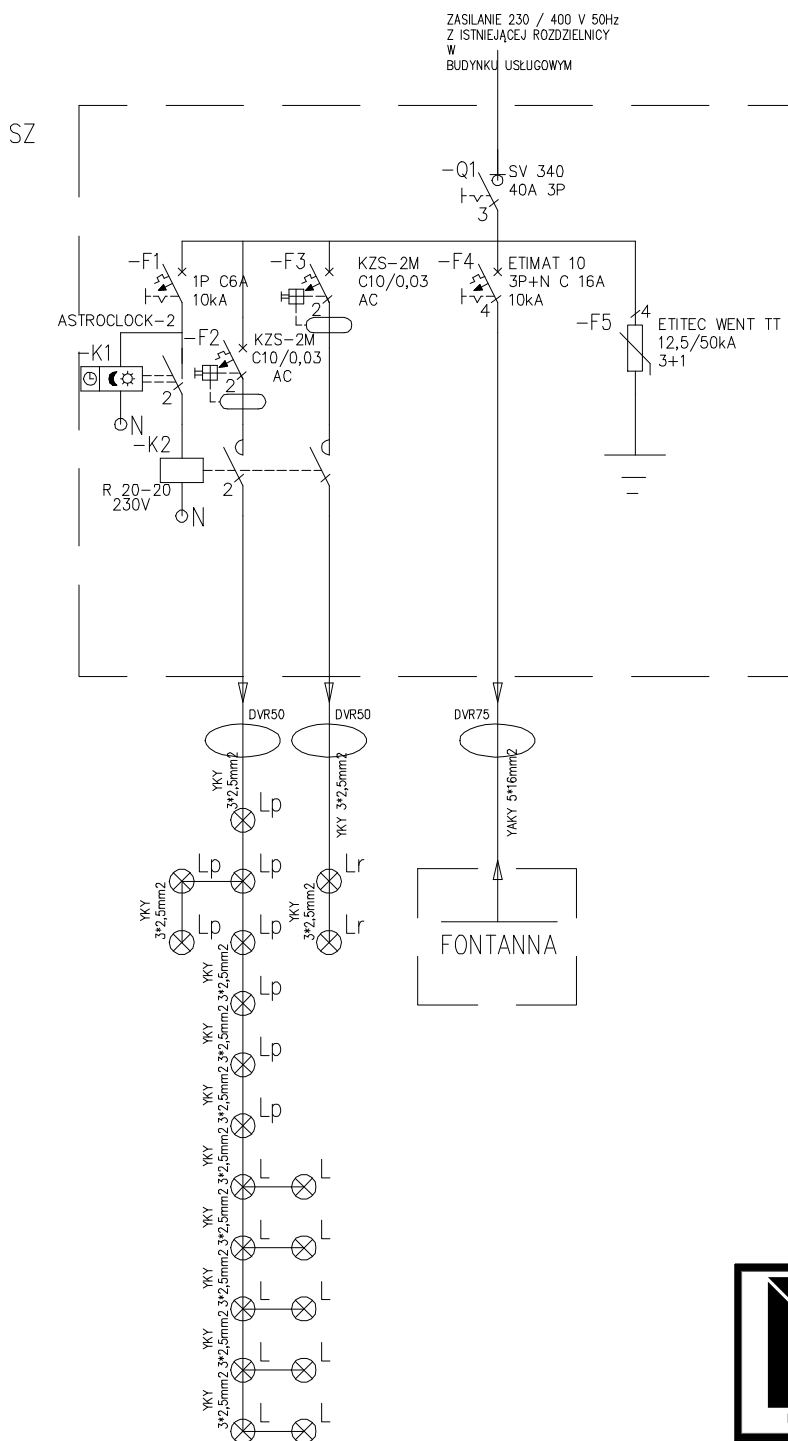 ZASILANIE 230 / 400 V 50Hz
Z ISTNIEJĄCEJ ROZDZIELNICY
W
BUDYNKU USŁUGOWYM
SZ
-Q1
SV 340
40A 3P
3
-F1
1P C6A
10kA
-F3
KZS-2M
C10/0,03
AC
2
-F4
ETIMAT 10
3P+N C 16A
10kA
4
-F5
4
ETITEC WENT TT
12,5/50kA
3+1
ASTROCLOCK-2
-K1
2
N
-F2
KZS-2M
C10/0,03
AC
2
-K2
R 20-20
230V
N
2
DVR50
DVR50
DVR75
YKY
3*2,5mm2
YKY 3*2,5mm2
YAKY 5*16mm2
Lp
Lp
Lp
Lr
YKY
3*2,5mm2
YKY
3*2,5mm2
Lp
Lp
Lr
FONTANNA
YKY
3*2,5mm2
Lp
YKY
3*2,5mm2
Lp
YKY
3*2,5mm2
Lp
YKY
3*2,5mm2
L
L
YKY
3*2,5mm2
L
L
YKY
3*2,5mm2
L
L
YKY
3*2,5mm2
L
L
YKY
3*2,5mm2
L
L